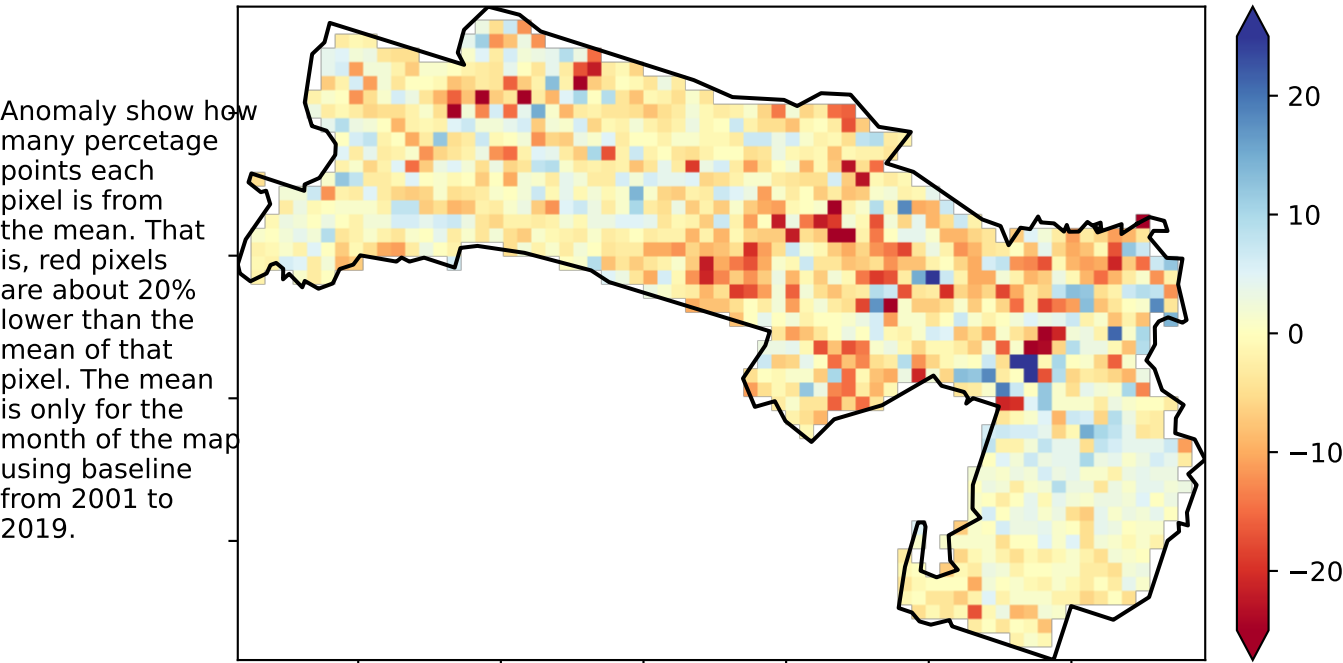 Anomaly show how
many percetage
points each
pixel is from
the mean. That
is, red pixels
are about 20%
lower than the
mean of that
pixel. The mean
is only for the
month of the map
using baseline
from 2001 to
2019.
20
10
0
−10
−20